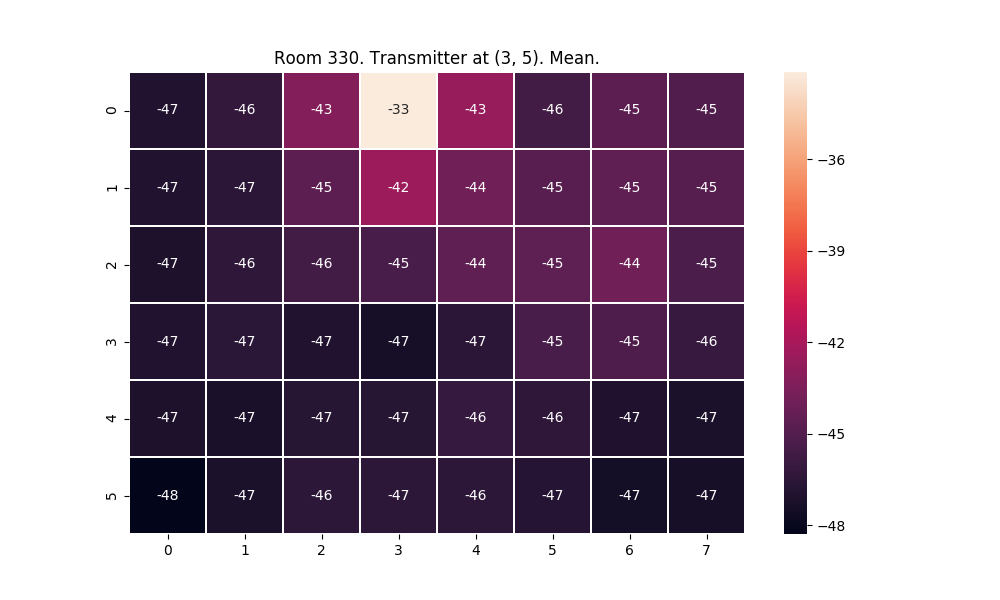 Room 330. Transmitter at (3, 5). Mean.
0 -47 -46 -43 -33 -43 -46 -45 -45
1 -47 -47 -45 -42 -44 -45 -45 -45
2 -47 -46 -46 -45 -44 -45 -44 -45
3 -47 -47 -47 -47 -47 -45 -45 -46
4 -47 -47 -47 -47 -46 -46 -47 -47
5 -48 -47 -46 -47 -46 -47 -47 -47
0 1 2 3 4 5 6 7
−36
−39
−42
−45
−48